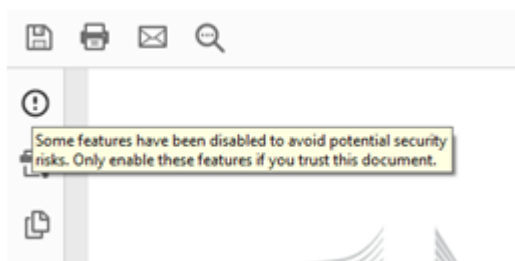 Some features have been disabled to avoid potential security
risks. Only enable these features if you trust this document.